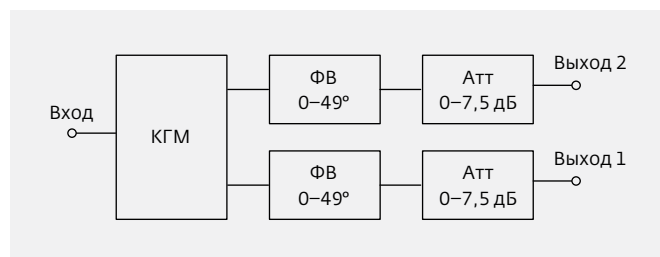 Вход
КГМ
ФВ
0–49°
Атт
0–7,5 дБ
Выход 2
ФВ
0–49°
Атт
0–7,5 дБ
Выход 1